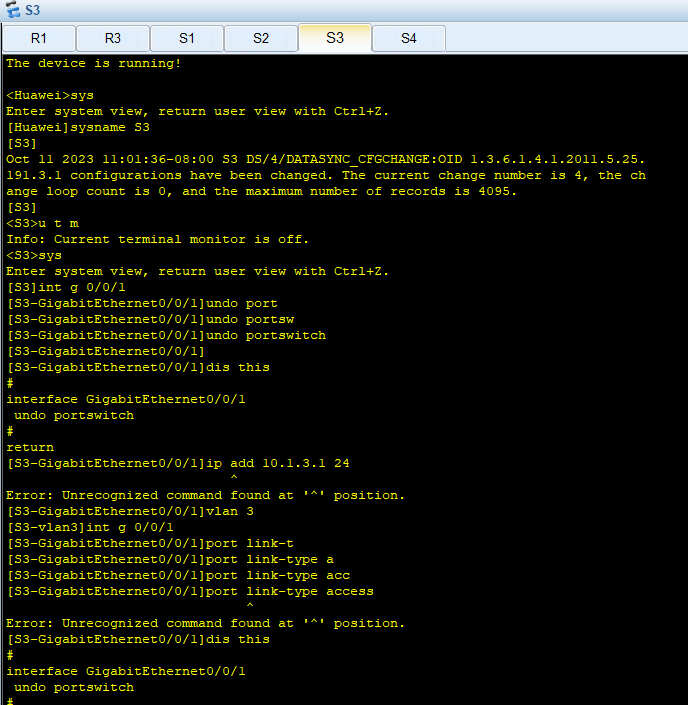 S3
R1 R3 S1 S2 S3 S4
The device is running!
<Huawei>sys
Enter system view, return user view with Ctrl+Z.
[Huawei]sysname S3
[S3]
Oct 11 2023 11:01:36-08:00 S3 DS/4/DATASYNC_CFGCHANGE:OID 1.3.6.1.4.1.2011.5.25.
191.3.1 configurations have been changed. The current change number is 4, the ch
ange loop count is 0, and the maximum number of records is 4095.
[S3]
<S3>u t m
Info: Current terminal monitor is off.
<S3>sys
Enter system view, return user view with Ctrl+Z.
[S3]int g 0/0/1
[S3-GigabitEthernet0/0/1]undo port
[S3-GigabitEthernet0/0/1]undo portsw
[S3-GigabitEthernet0/0/1]undo portswitch
[S3-GigabitEthernet0/0/1]
[S3-GigabitEthernet0/0/1]dis this
#
interface GigabitEthernet0/0/1
 undo portswitch
#
return
[S3-GigabitEthernet0/0/1]ip add 10.1.3.1 24
                            ^
Error: Unrecognized command found at '^' position.
[S3-GigabitEthernet0/0/1]vlan 3
[S3-vlan3]int g 0/0/1
[S3-GigabitEthernet0/0/1]port link-t
[S3-GigabitEthernet0/0/1]port link-type a
[S3-GigabitEthernet0/0/1]port link-type acc
[S3-GigabitEthernet0/0/1]port link-type access
                              ^
Error: Unrecognized command found at '^' position.
[S3-GigabitEthernet0/0/1]dis this
#
interface GigabitEthernet0/0/1
 undo portswitch
#